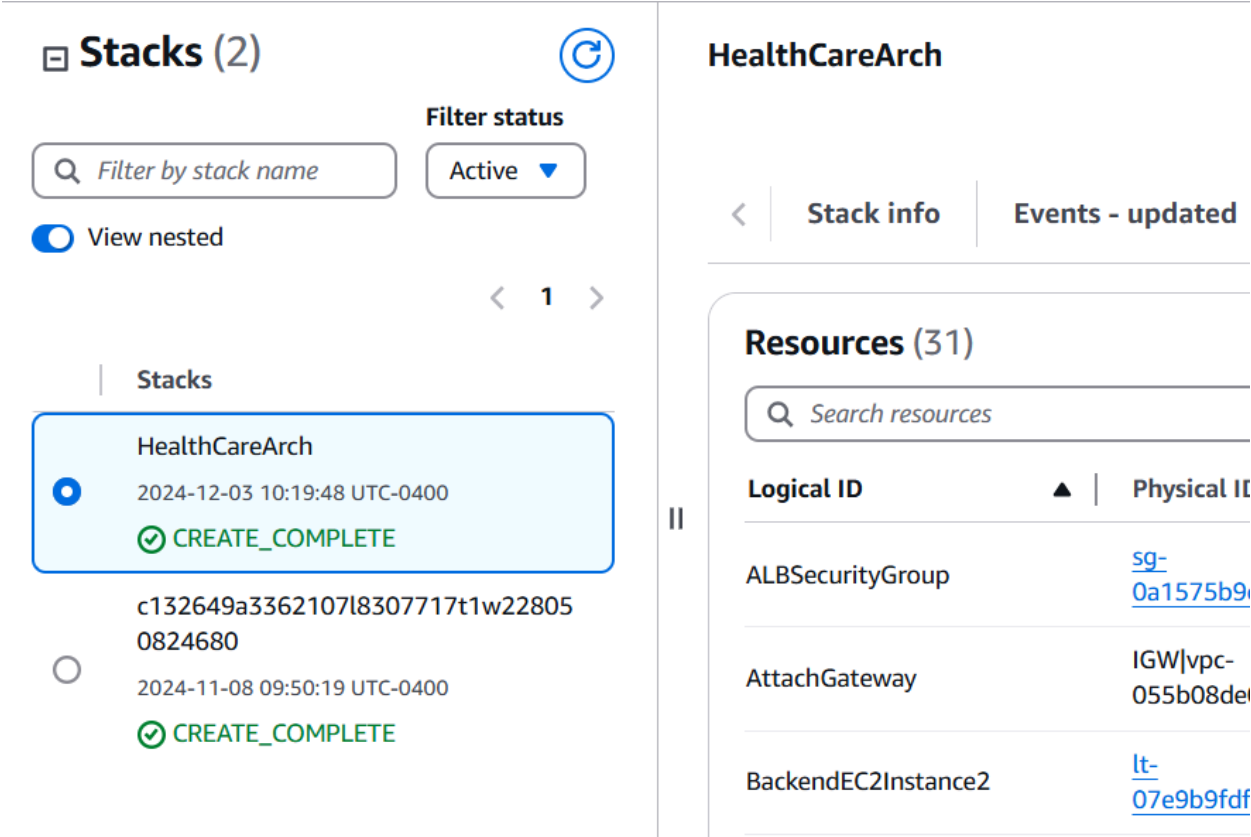 Stacks (2)
Filter status
Filter by stack name
Active
View nested
1
Stacks
HealthCareArch
2024-12-03 10:19:48 UTC-0400
CREATE_COMPLETE
c132649a3362107l8307717t1w22805
0824680
2024-11-08 09:50:19 UTC-0400
CREATE_COMPLETE
HealthCareArch
Stack info
Events - updated
Resources (31)
Search resources
Logical ID
Physical ID
ALBSecurityGroup
sg-
0a1575b9
AttachGateway
IGW|vpc-
055b08de
BackendEC2Instance2
lt-
07e9b9fdf